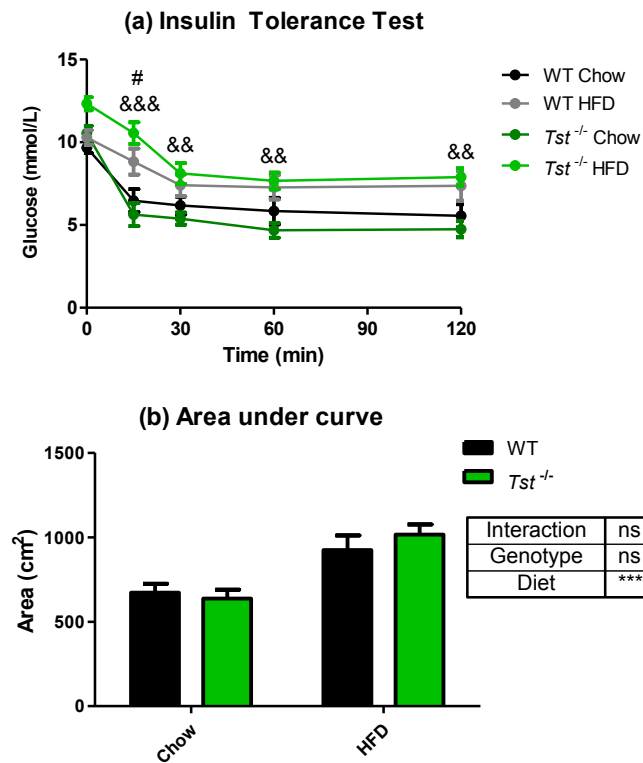 (a) Insulin Tolerance Test
15
10
5
0
Glucose (mmol/L)
#
&&&
&&
&&
&&
0 30 60 90 120
Time (min)
WT Chow
WT HFD
Tst -/- Chow
Tst -/- HFD
(b) Area under curve
1500
1000
500
0
Area (cm²)
Chow HFD
WT
Tst -/-
Interaction ns
Genotype ns
Diet ***